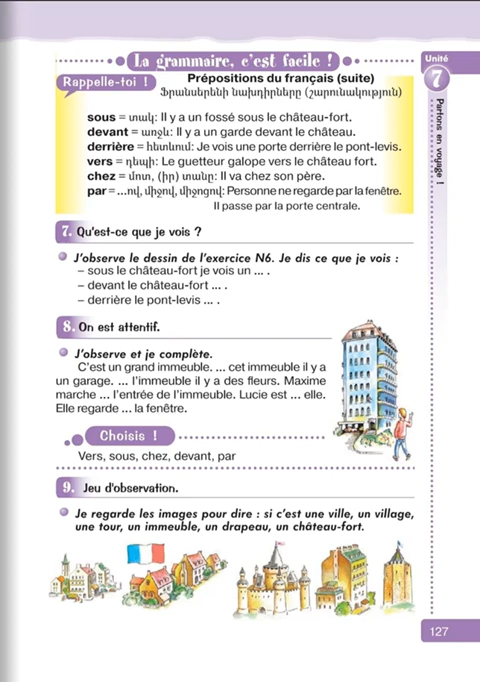 La grammaire, c'est facile !
Unité
7
Partons en voyage !
Rappelle-toi !
Prépositions du français (suite)
Ֆրանսերենի նախդիրները (շարունակություն)
sous = տակ: Il y a un fossé sous le château-fort.
devant = առջև: Il y a un garde devant le château.
derrière = հետևում: Je vois une porte derrière le pont-levis.
vers = դեպի: Le guetteur galope vers le château fort.
chez = մոտ, (իր) տանը: Il va chez son père.
par = ...ով, միջով, միջոցով: Personne ne regarde par la fenêtre.
Il passe par la porte centrale.
7. Qu'est-ce que je vois ?
J'observe le dessin de l'exercice N6. Je dis ce que je vois :
– sous le château-fort je vois un ... .
– devant le château-fort ... .
– derrière le pont-levis ... .
8. On est attentif.
J'observe et je complète.
C'est un grand immeuble. ... cet immeuble il y a
un garage. ... l'immeuble il y a des fleurs. Maxime
marche ... l'entrée de l'immeuble. Lucie est ... elle.
Elle regarde ... la fenêtre.
Choisis !
Vers, sous, chez, devant, par
9. Jeu d'observation.
Je regarde les images pour dire : si c'est une ville, un village,
une tour, un immeuble, un drapeau, un château-fort.
127